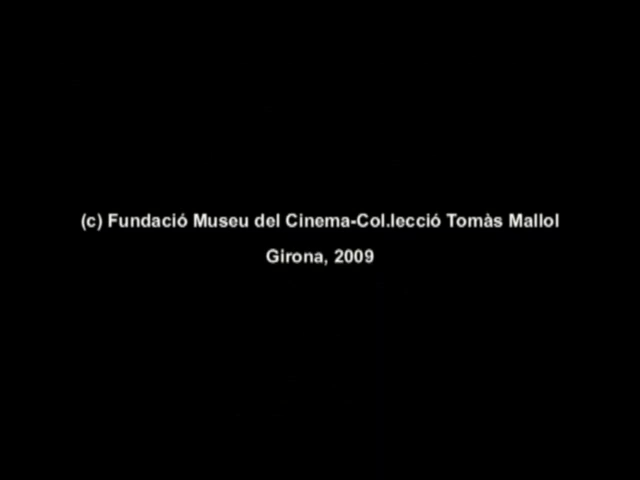 (c) Fundació Museu del Cinema-Col.lecció Tomàs Mallol
Girona, 2009